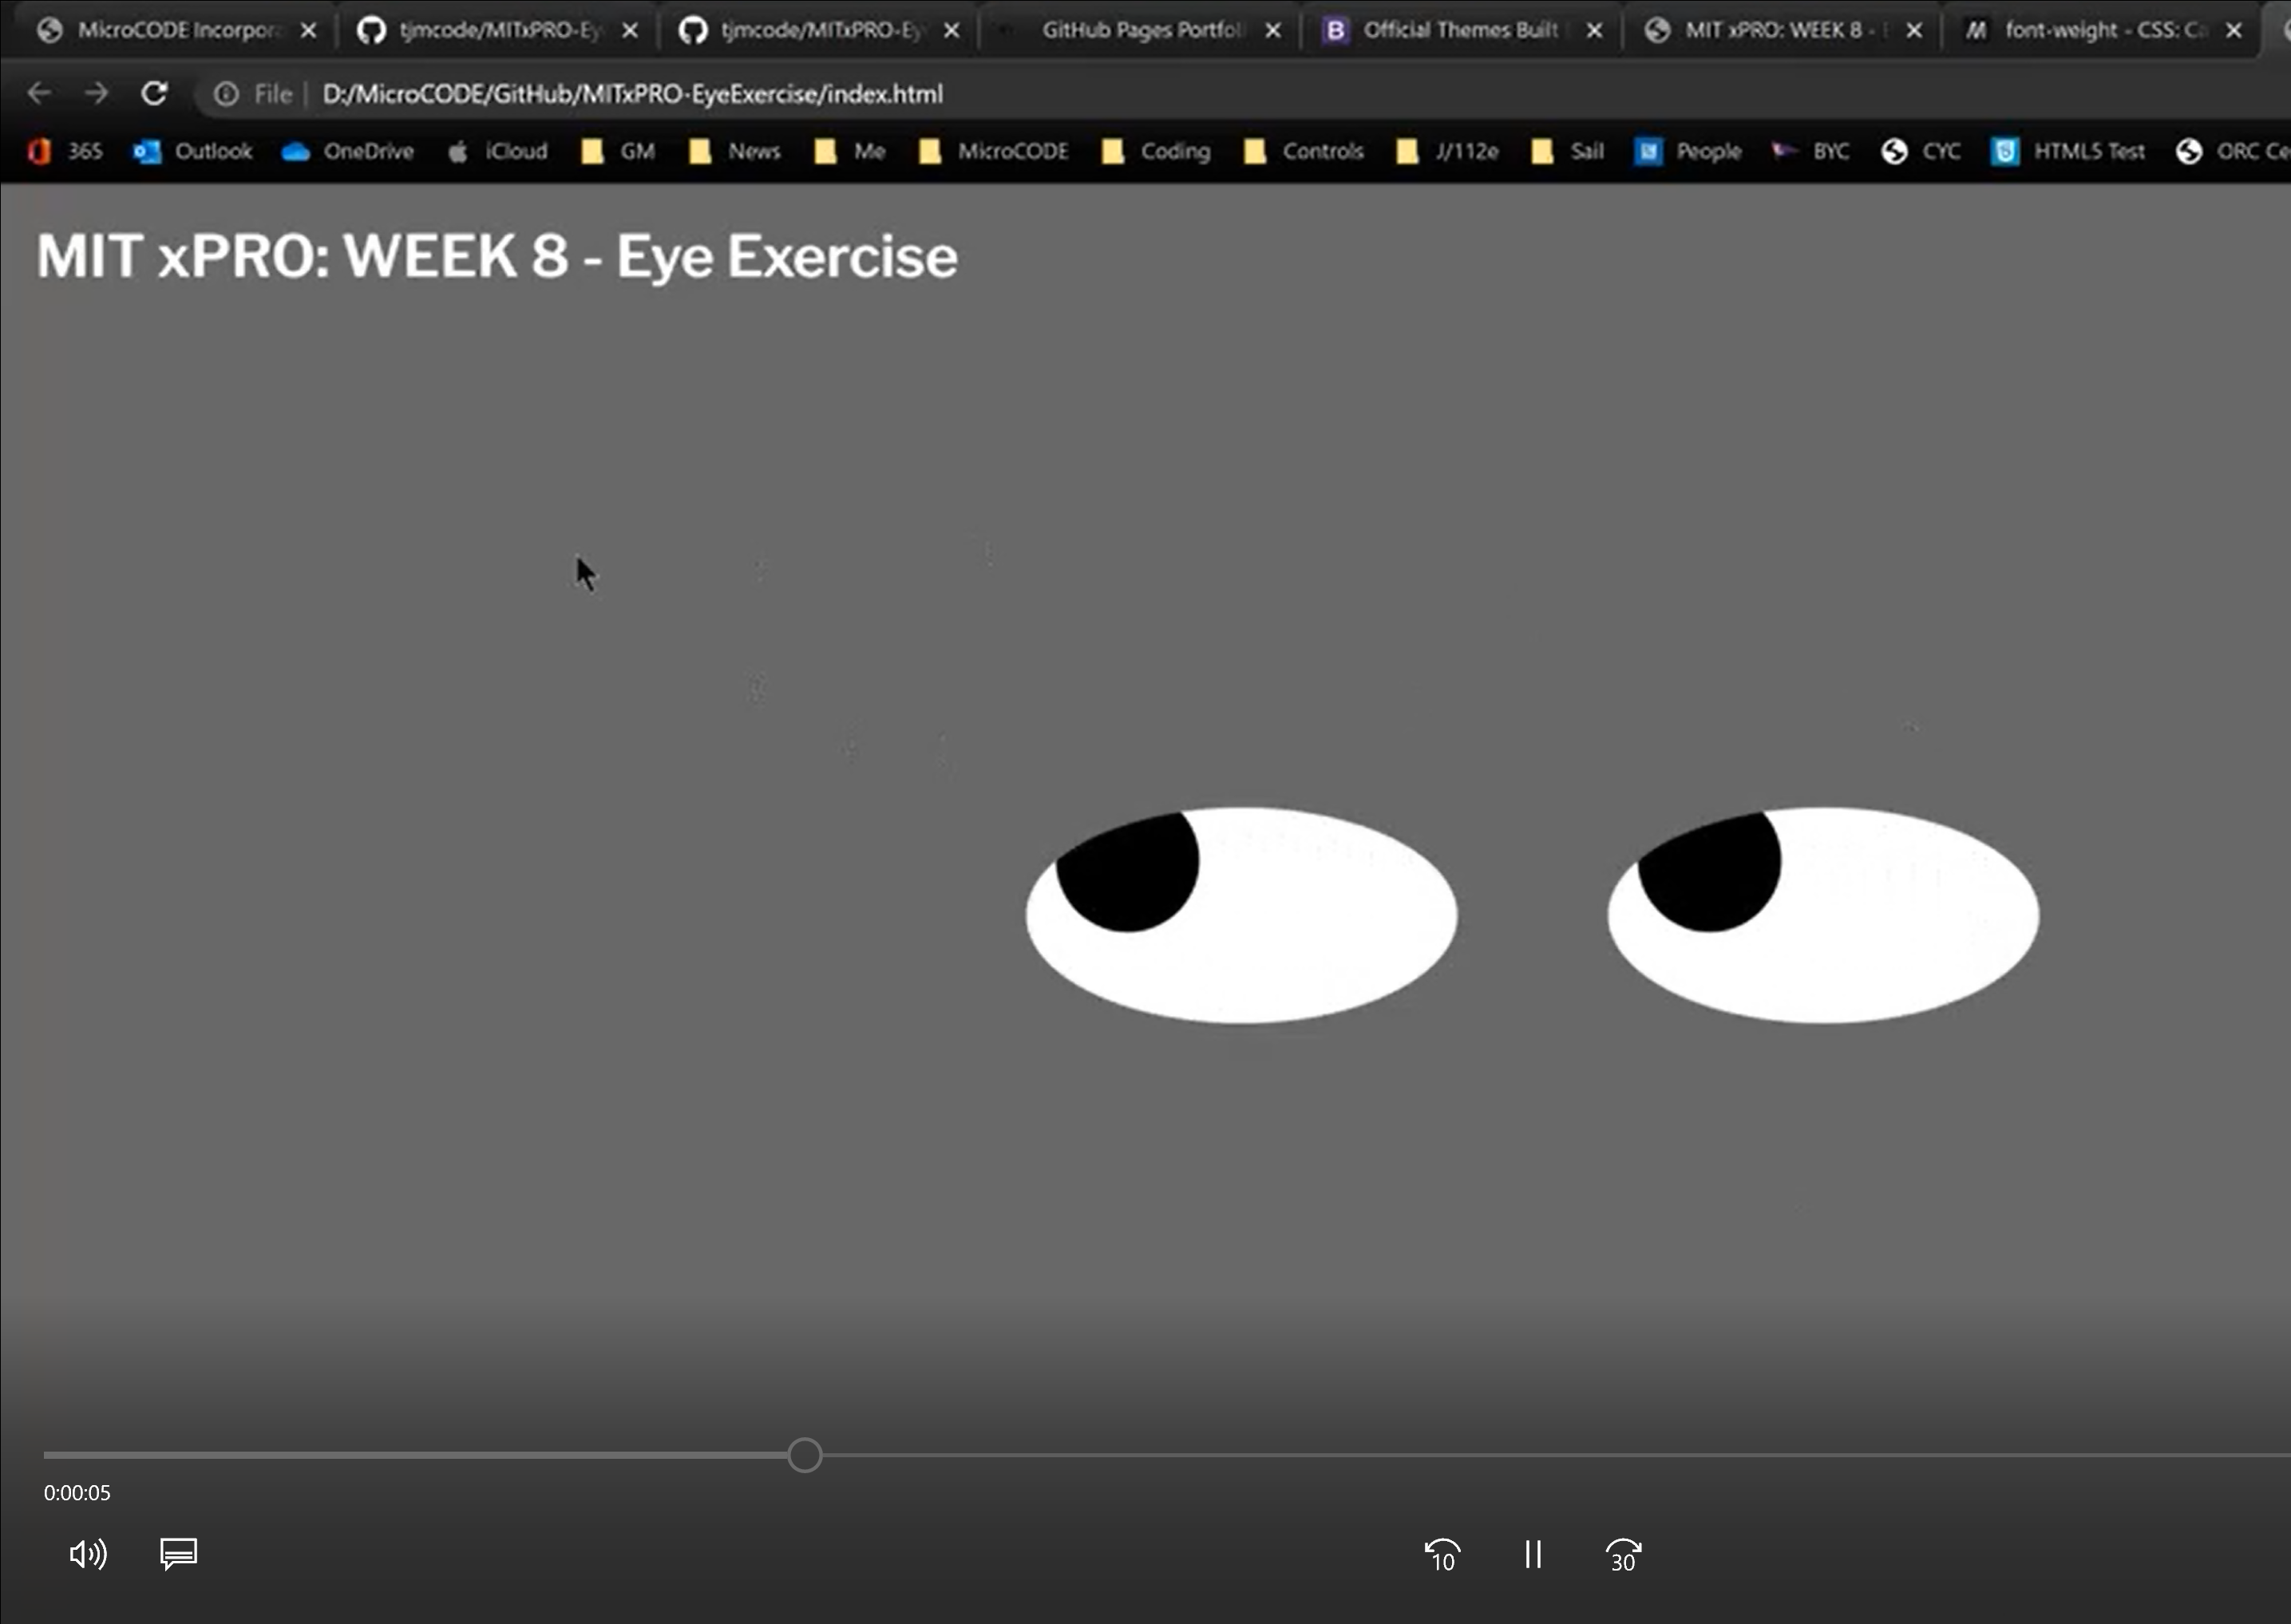 MicroCODE Incorpor
tjmcode/MITxPRO-Ey
tjmcode/MITxPRO-Ey
GitHub Pages Portfol
Official Themes Built
MIT xPRO: WEEK 8 -
font-weight - CSS: Ca
File | D:/MicroCODE/GitHub/MITxPRO-EyeExercise/index.html
365 Outlook OneDrive iCloud GM News Me MicroCODE Coding Controls J/112e Sail People BYC CYC HTML5 Test ORC Ce
MIT xPRO: WEEK 8 - Eye Exercise
0:00:05
10 30